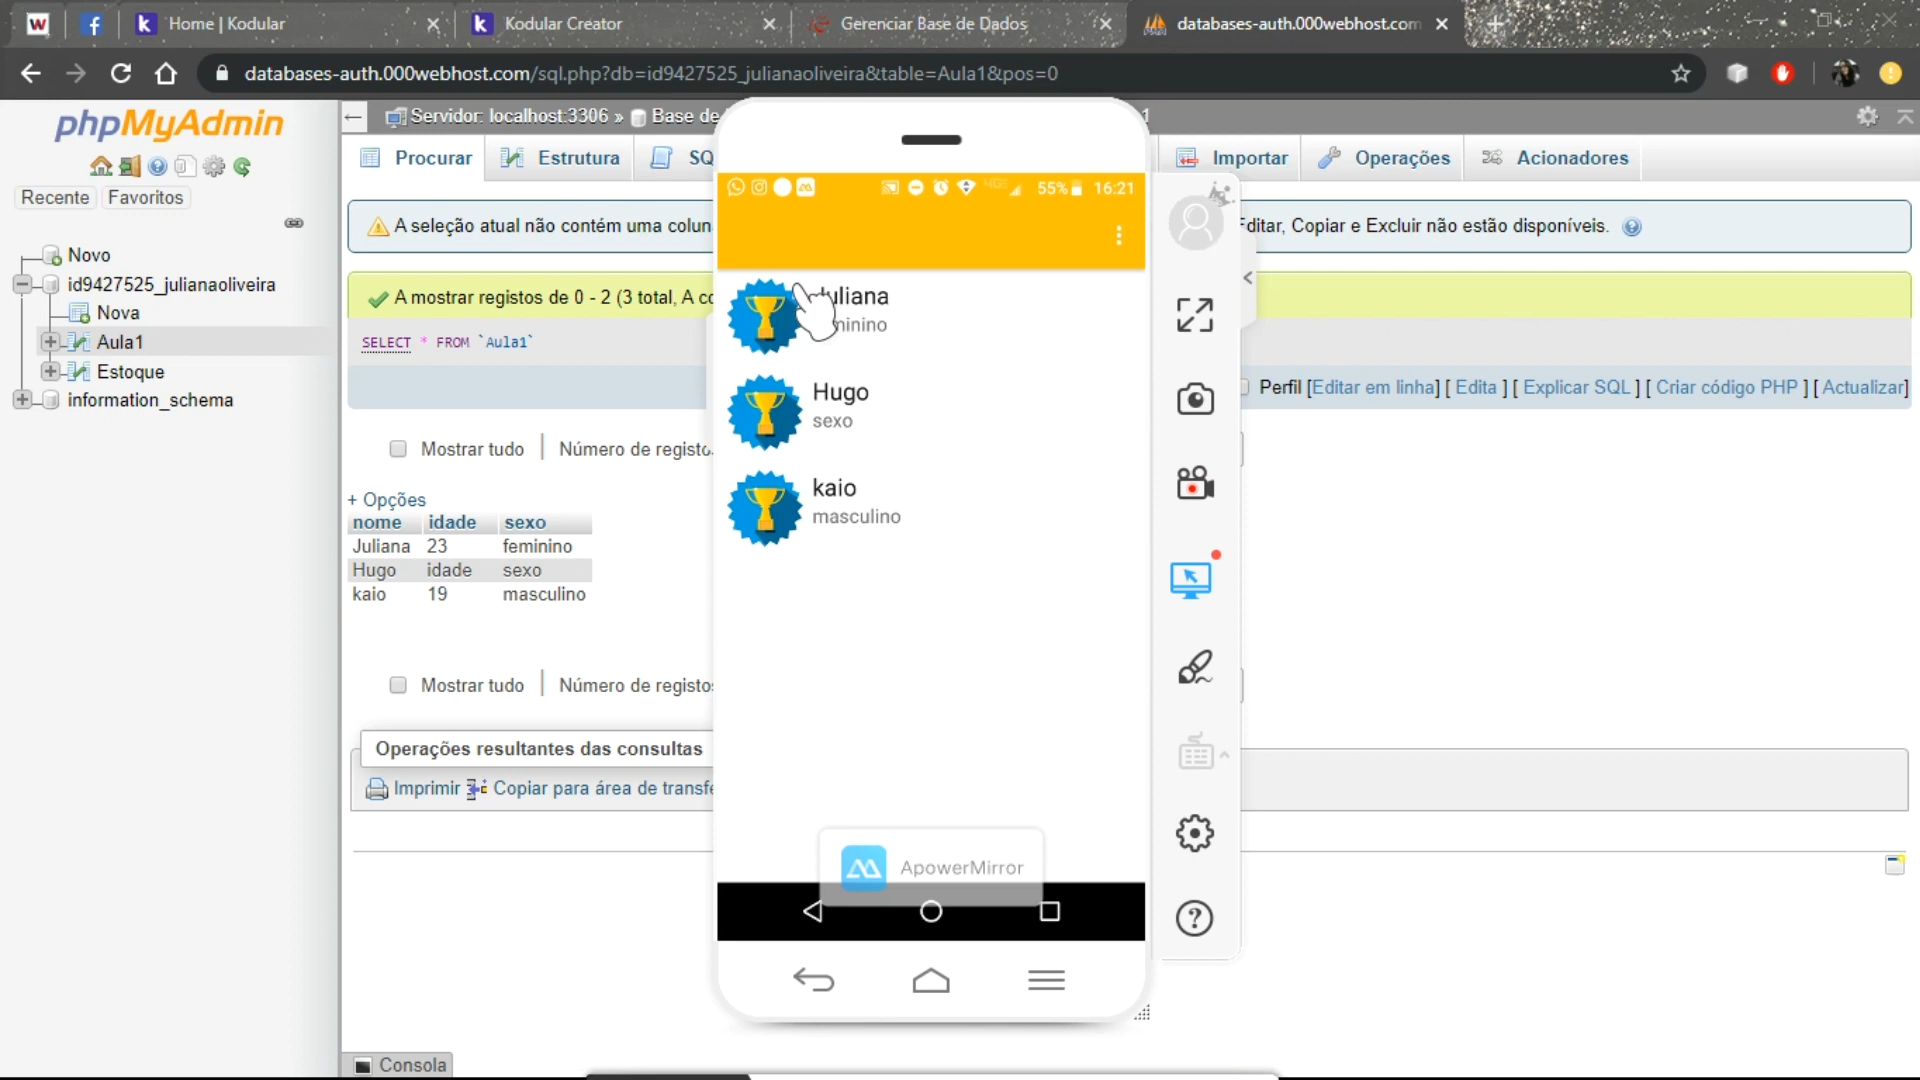 Home | Kodular
Kodular Creator
Gerenciar Base de Dados
databases-auth.000webhost.com
databases-auth.000webhost.com/sql.php?db=id9427525_julianaoliveira&table=Aula1&pos=0
phpMyAdmin
Recente
Favoritos
Novo
id9427525_julianaoliveira
Nova
Aula1
Estoque
information_schema
Servidor: localhost:3306 » Base de
1
Procurar
Estrutura
SQ
Importar
Operações
Acionadores
A seleção atual não contém uma colun
Editar, Copiar e Excluir não estão disponíveis.
A mostrar registos de 0 - 2 (3 total, A co
SELECT * FROM `Aula1`
Perfil [Editar em linha] [ Edita ] [ Explicar SQL ] [ Criar código PHP ] [ Actualizar]
Mostrar tudo
Número de registo
+ Opções
nome idade sexo
Juliana 23 feminino
Hugo idade sexo
kaio 19 masculino
Mostrar tudo
Número de registo
Operações resultantes das consultas
Imprimir
Copiar para área de transfe
Consola
55% 16:21
uliana
minino
Hugo
sexo
kaio
masculino
ApowerMirror